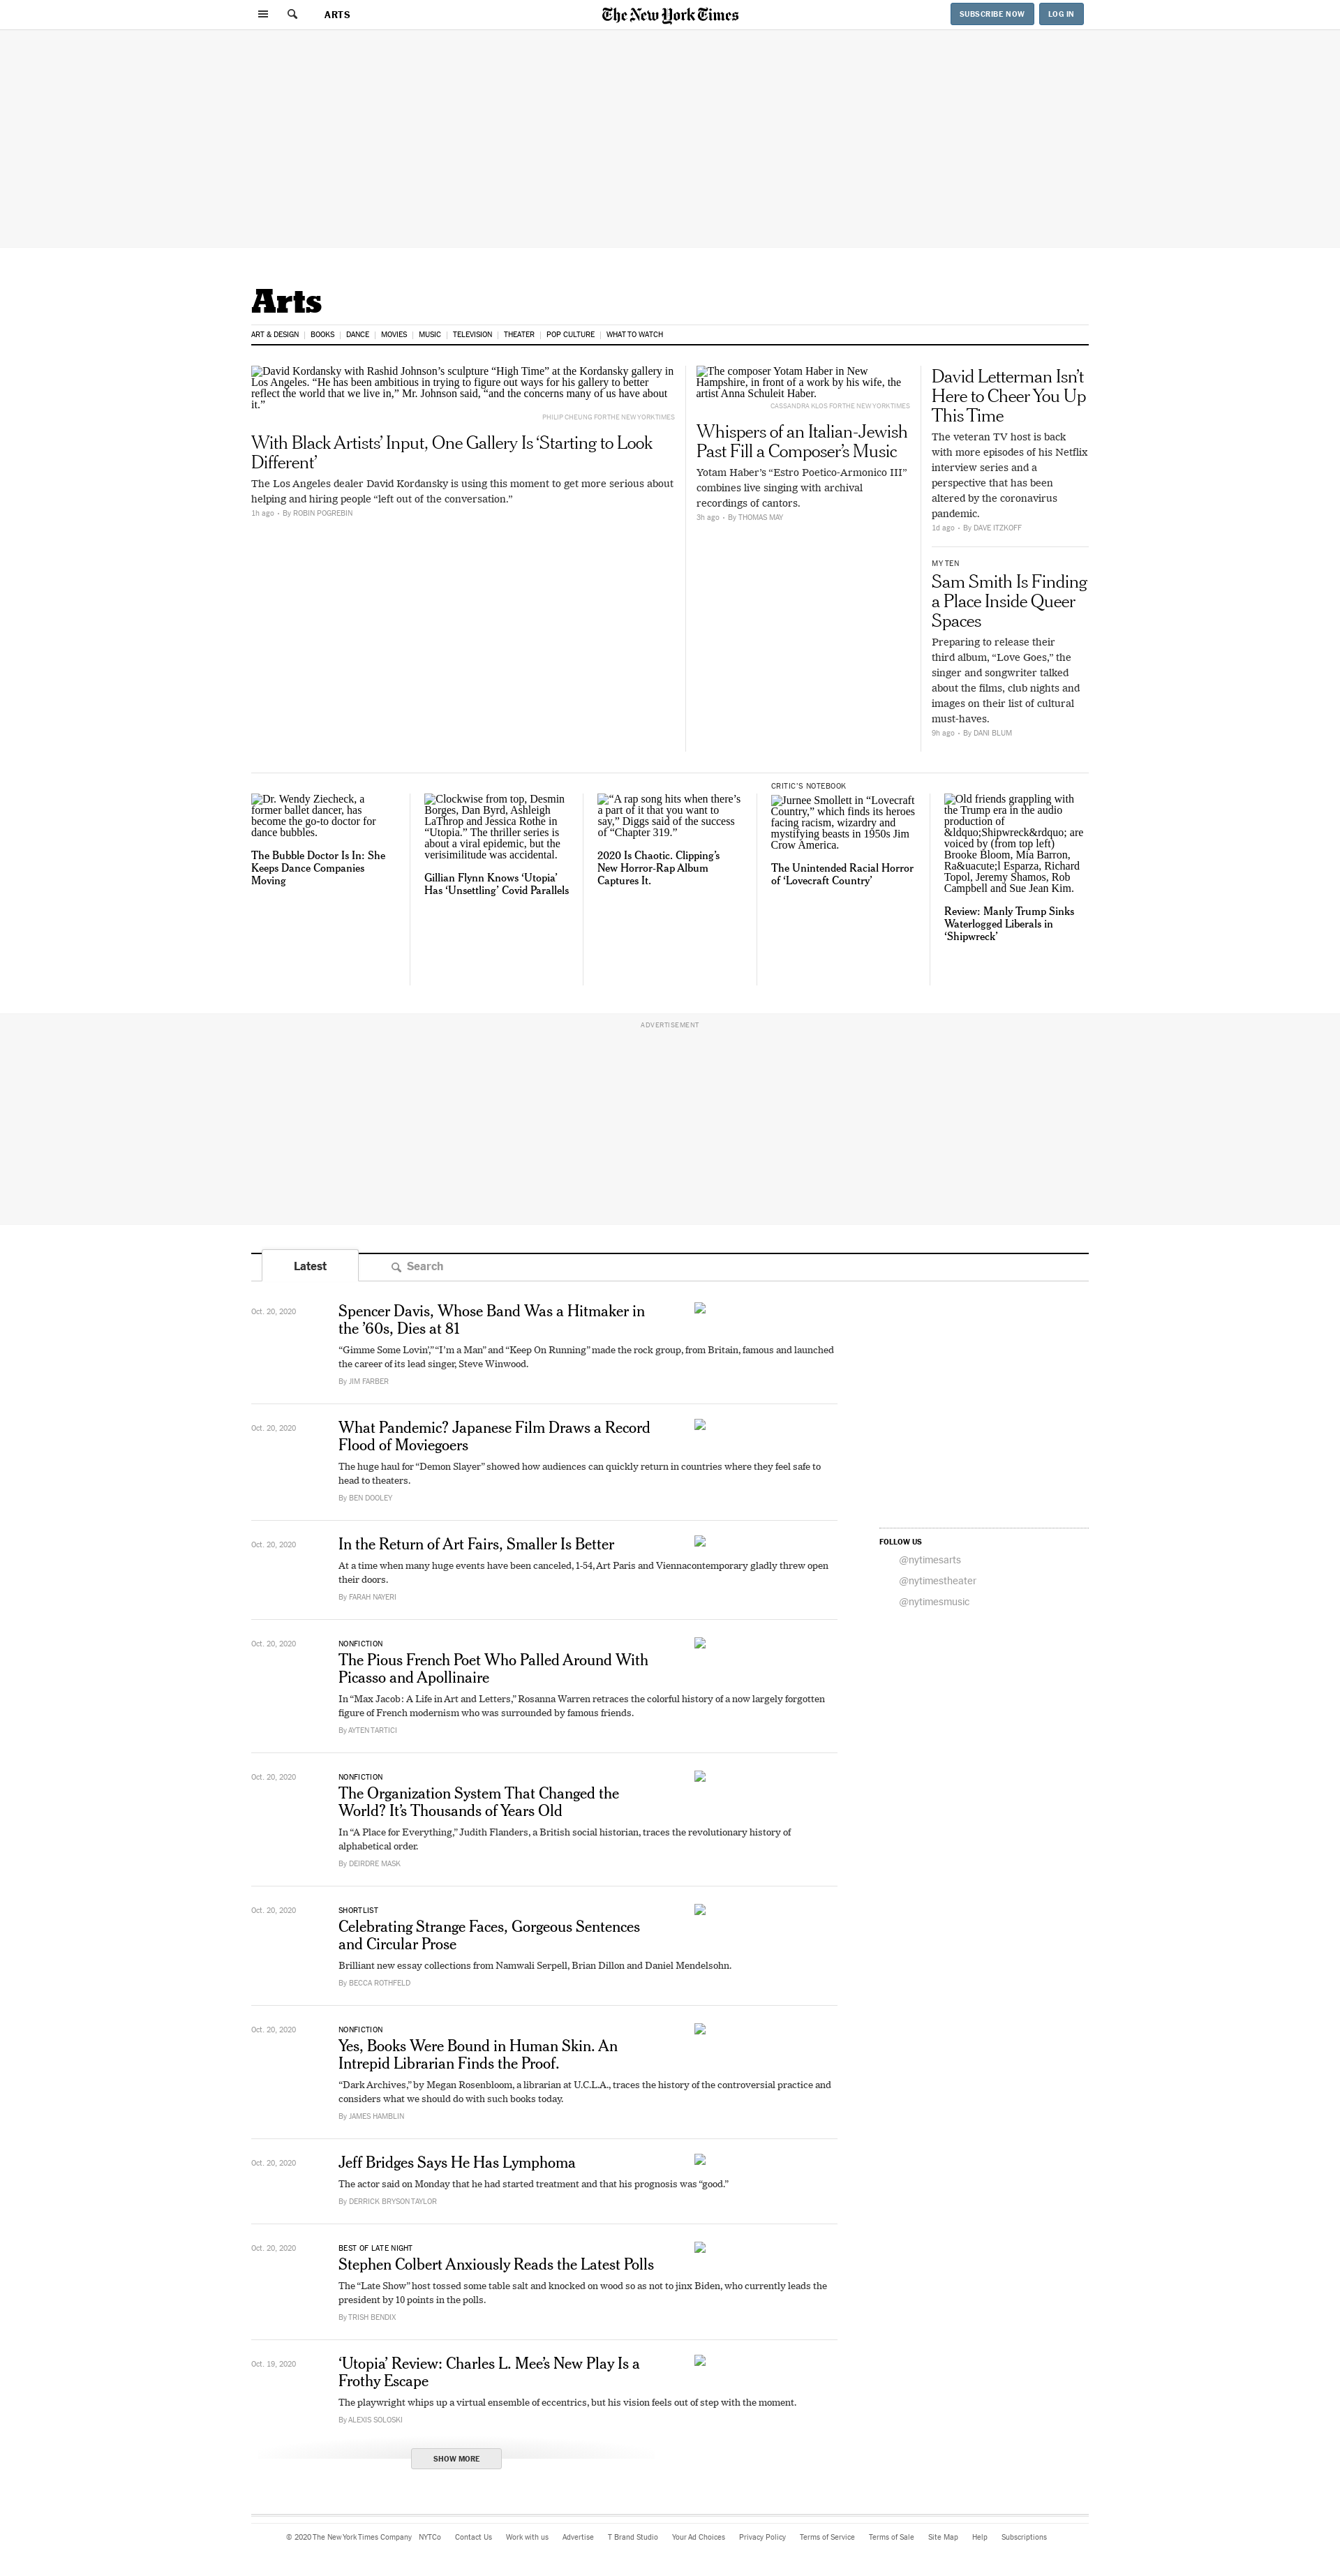 ARTS
The New York Times
SUBSCRIBE NOW
LOG IN
Arts
ART & DESIGN | BOOKS | DANCE | MOVIES | MUSIC | TELEVISION | THEATER | POP CULTURE | WHAT TO WATCH
David Kordansky with Rashid Johnson’s sculpture “High Time” at the Kordansky gallery in
Los Angeles. “He has been ambitious in trying to figure out ways for his gallery to better
reflect the world that we live in,” Mr. Johnson said, “and the concerns many of us have about
it.”
PHILIP CHEUNG FOR THE NEW YORK TIMES
With Black Artists’ Input, One Gallery Is ‘Starting to Look
Different’
The Los Angeles dealer David Kordansky is using this moment to get more serious about
helping and hiring people “left out of the conversation.”
1h ago • By ROBIN POGREBIN
The composer Yotam Haber in New
Hampshire, in front of a work by his wife, the
artist Anna Schuleit Haber.
CASSANDRA KLOS FOR THE NEW YORK TIMES
Whispers of an Italian-Jewish
Past Fill a Composer’s Music
Yotam Haber’s “Estro Poetico-Armonico III”
combines live singing with archival
recordings of cantors.
3h ago • By THOMAS MAY
David Letterman Isn’t
Here to Cheer You Up
This Time
The veteran TV host is back
with more episodes of his Netflix
interview series and a
perspective that has been
altered by the coronavirus
pandemic.
1d ago • By DAVE ITZKOFF
MY TEN
Sam Smith Is Finding
a Place Inside Queer
Spaces
Preparing to release their
third album, “Love Goes,” the
singer and songwriter talked
about the films, club nights and
images on their list of cultural
must-haves.
9h ago • By DANI BLUM
Dr. Wendy Ziecheck, a
former ballet dancer, has
become the go-to doctor for
dance bubbles.
The Bubble Doctor Is In: She
Keeps Dance Companies
Moving
Clockwise from top, Desmin
Borges, Dan Byrd, Ashleigh
LaThrop and Jessica Rothe in
“Utopia.” The thriller series is
about a viral epidemic, but the
verisimilitude was accidental.
Gillian Flynn Knows ‘Utopia’
Has ‘Unsettling’ Covid Parallels
“A rap song hits when there’s
a part of it that you want to
say,” Diggs said of the success
of “Chapter 319.”
2020 Is Chaotic. Clipping’s
New Horror-Rap Album
Captures It.
CRITIC’S NOTEBOOK
Jurnee Smollett in “Lovecraft
Country,” which finds its heroes
facing racism, wizardry and
mystifying beasts in 1950s Jim
Crow America.
The Unintended Racial Horror
of ‘Lovecraft Country’
Old friends grappling with
the Trump era in the audio
production of
&ldquo;Shipwreck&rdquo; are
voiced by (from top left)
Brooke Bloom, Mia Barron,
Ra&uacute;l Esparza, Richard
Topol, Jeremy Shamos, Rob
Campbell and Sue Jean Kim.
Review: Manly Trump Sinks
Waterlogged Liberals in
‘Shipwreck’
ADVERTISEMENT
Latest
Search
Oct. 20, 2020
Spencer Davis, Whose Band Was a Hitmaker in
the ’60s, Dies at 81
“Gimme Some Lovin’,” “I’m a Man” and “Keep On Running” made the rock group, from Britain, famous and launched
the career of its lead singer, Steve Winwood.
By JIM FARBER
Oct. 20, 2020
What Pandemic? Japanese Film Draws a Record
Flood of Moviegoers
The huge haul for “Demon Slayer” showed how audiences can quickly return in countries where they feel safe to
head to theaters.
By BEN DOOLEY
Oct. 20, 2020
In the Return of Art Fairs, Smaller Is Better
At a time when many huge events have been canceled, 1-54, Art Paris and Viennacontemporary gladly threw open
their doors.
By FARAH NAYERI
FOLLOW US
@nytimesarts
@nytimestheater
@nytimesmusic
Oct. 20, 2020
NONFICTION
The Pious French Poet Who Palled Around With
Picasso and Apollinaire
In “Max Jacob: A Life in Art and Letters,” Rosanna Warren retraces the colorful history of a now largely forgotten
figure of French modernism who was surrounded by famous friends.
By AYTEN TARTICI
Oct. 20, 2020
NONFICTION
The Organization System That Changed the
World? It’s Thousands of Years Old
In “A Place for Everything,” Judith Flanders, a British social historian, traces the revolutionary history of
alphabetical order.
By DEIRDRE MASK
Oct. 20, 2020
SHORTLIST
Celebrating Strange Faces, Gorgeous Sentences
and Circular Prose
Brilliant new essay collections from Namwali Serpell, Brian Dillon and Daniel Mendelsohn.
By BECCA ROTHFELD
Oct. 20, 2020
NONFICTION
Yes, Books Were Bound in Human Skin. An
Intrepid Librarian Finds the Proof.
“Dark Archives,” by Megan Rosenbloom, a librarian at U.C.L.A., traces the history of the controversial practice and
considers what we should do with such books today.
By JAMES HAMBLIN
Oct. 20, 2020
Jeff Bridges Says He Has Lymphoma
The actor said on Monday that he had started treatment and that his prognosis was “good.”
By DERRICK BRYSON TAYLOR
Oct. 20, 2020
BEST OF LATE NIGHT
Stephen Colbert Anxiously Reads the Latest Polls
The “Late Show” host tossed some table salt and knocked on wood so as not to jinx Biden, who currently leads the
president by 10 points in the polls.
By TRISH BENDIX
Oct. 19, 2020
‘Utopia’ Review: Charles L. Mee’s New Play Is a
Frothy Escape
The playwright whips up a virtual ensemble of eccentrics, but his vision feels out of step with the moment.
By ALEXIS SOLOSKI
SHOW MORE
© 2020 The New York Times Company NYTCo Contact Us Work with us Advertise T Brand Studio Your Ad Choices Privacy Policy Terms of Service Terms of Sale Site Map Help Subscriptions